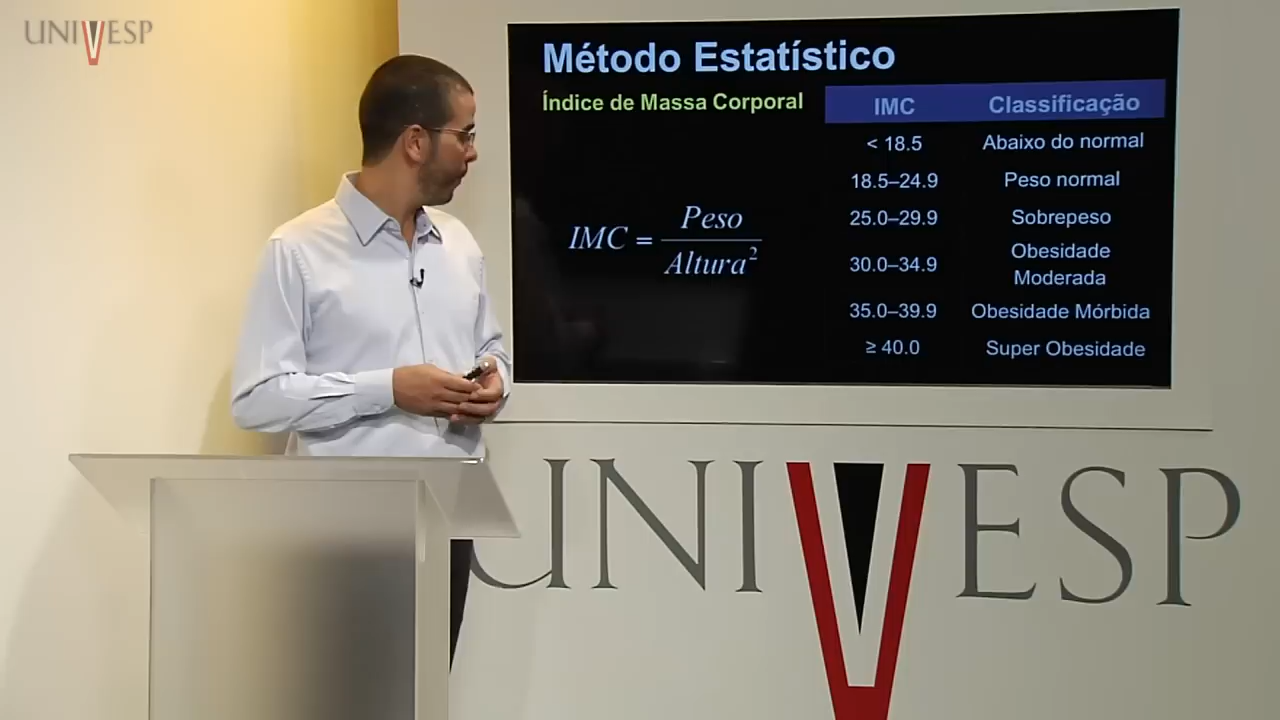 UNIVESP
Método Estatístico
Índice de Massa Corporal
IMC = Peso / Altura²
IMC Classificação
< 18.5 Abaixo do normal
18.5–24.9 Peso normal
25.0–29.9 Sobrepeso
30.0–34.9 Obesidade
Moderada
35.0–39.9 Obesidade Mórbida
≥ 40.0 Super Obesidade
UNIVESP